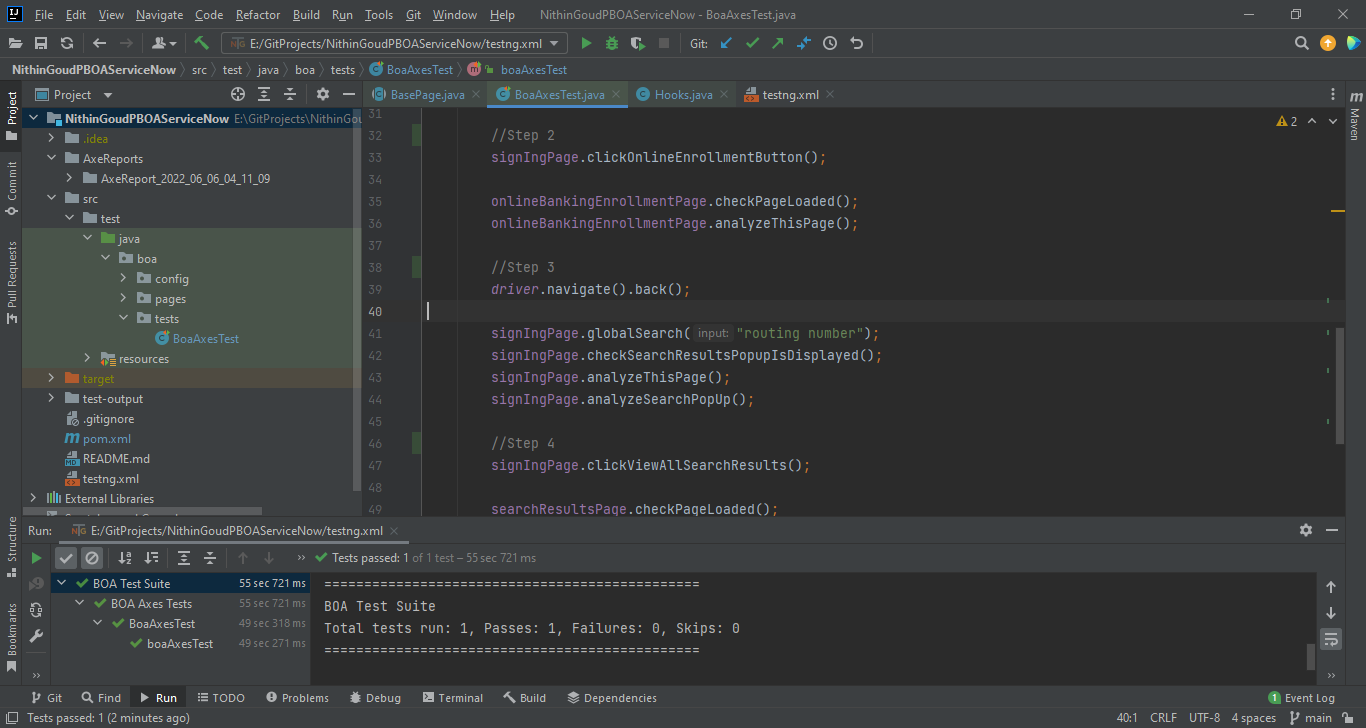 File Edit View Navigate Code Refactor Build Run Tools Git Window Help NithinGoudPBOAServiceNow - BoaAxesTest.java
E:/GitProjects/NithinGoudPBOAServiceNow/testng.xml Git:
NithinGoudPBOAServiceNow src test java boa tests BoaAxesTest m boaAxesTest
Project BasePage.java BoaAxesTest.java Hooks.java testng.xml
Project
Commit
Pull Requests
Structure
Bookmarks
Maven
NithinGoudPBOAServiceNow E:\GitProjects\NithinGou
.idea
AxeReports
AxeReport_2022_06_06_04_11_09
src
test
java
boa
config
pages
tests
BoaAxesTest
resources
target
test-output
.gitignore
pom.xml
README.md
testng.xml
External Libraries
2
31
32 //Step 2
33 signIngPage.clickOnlineEnrollmentButton();
34
35 onlineBankingEnrollmentPage.checkPageLoaded();
36 onlineBankingEnrollmentPage.analyzeThisPage();
37
38 //Step 3
39 driver.navigate().back();
40
41 signIngPage.globalSearch( input: "routing number");
42 signIngPage.checkSearchResultsPopupIsDisplayed();
43 signIngPage.analyzeThisPage();
44 signIngPage.analyzeSearchPopUp();
45
46 //Step 4
47 signIngPage.clickViewAllSearchResults();
48
49 searchResultsPage.checkPageLoaded();
Run: E:/GitProjects/NithinGoudPBOAServiceNow/testng.xml
Tests passed: 1 of 1 test – 55 sec 721 ms
BOA Test Suite 55 sec 721 ms
BOA Axes Tests 55 sec 721 ms
BoaAxesTest 49 sec 318 ms
boaAxesTest 49 sec 271 ms
===============================================
BOA Test Suite
Total tests run: 1, Passes: 1, Failures: 0, Skips: 0
===============================================
Git Find Run TODO Problems Debug Terminal Build Dependencies 1 Event Log
Tests passed: 1 (2 minutes ago) 40:1 CRLF UTF-8 4 spaces main